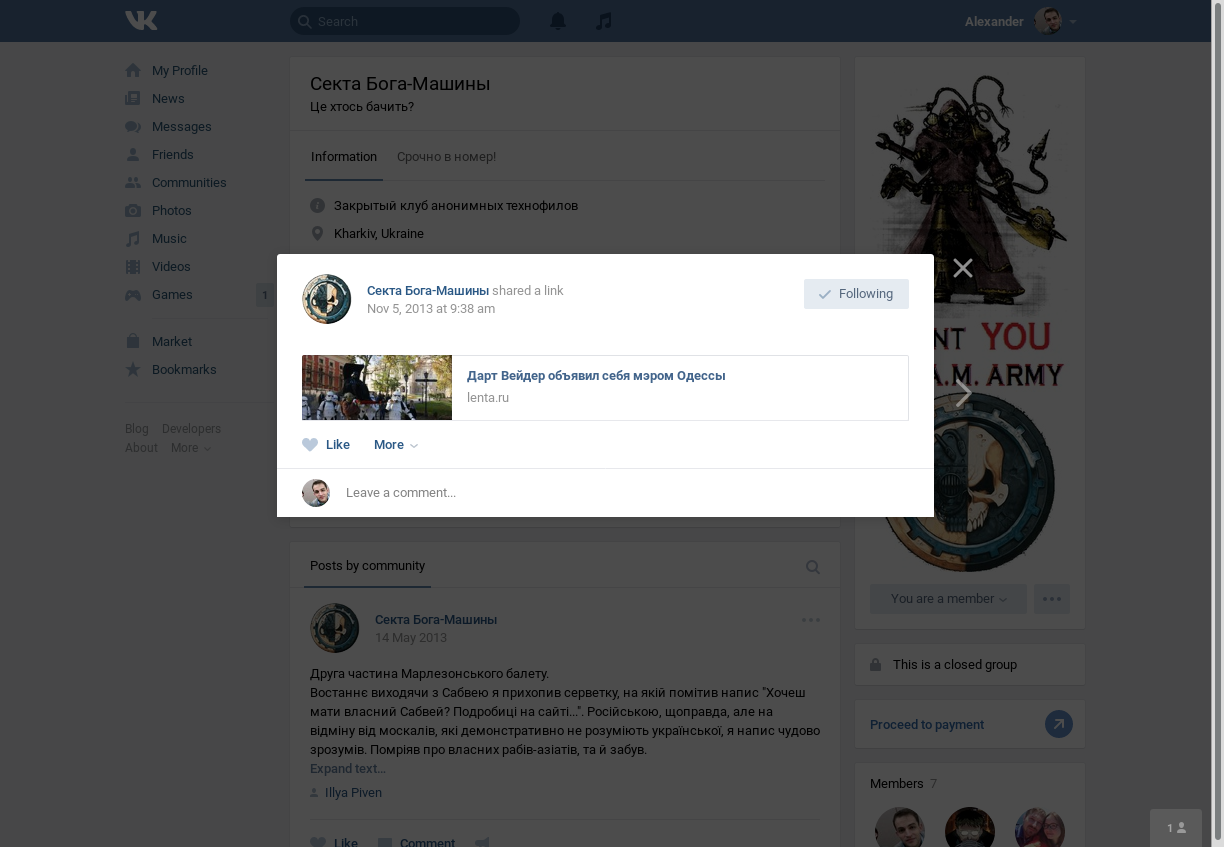 Search
Alexander
My Profile
News
Messages
Friends
Communities
Photos
Music
Videos
Games
1
Market
Bookmarks
Blog Developers
About More
Секта Бога-Машины
Це хтось бачить?
Information Срочно в номер!
Закрытый клуб анонимных технофилов
Kharkiv, Ukraine
Секта Бога-Машины shared a link
Nov 5, 2013 at 9:38 am
Following
Дарт Вейдер объявил себя мэром Одессы
lenta.ru
Like More
Leave a comment...
Posts by community
Секта Бога-Машины
14 May 2013
Друга частина Марлезонського балету.
Востаннє виходячи з Сабвею я прихопив серветку, на якій помітив напис "Хочеш
мати власний Сабвей? Подробиці на сайті...". Російською, щоправда, але на
відміну від москалів, які демонстративно не розуміють української, я напис чудово
зрозумів. Помріяв про власних рабів-азіатів, та й забув.
Expand text…
Illya Piven
Like Comment
NT YOU
A.M. ARMY
You are a member
This is a closed group
Proceed to payment
Members 7
1